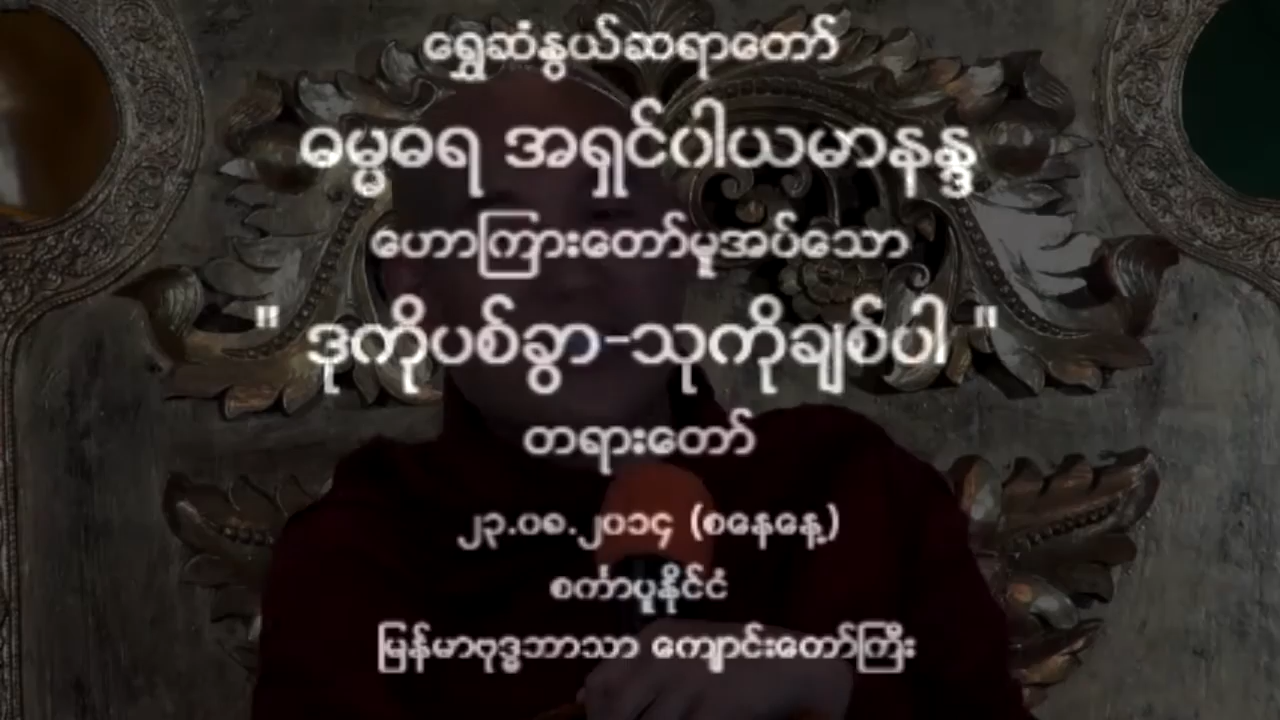 ရွှေဆံနွယ်ဆရာတော်
ဓမ္မဓရ အရှင်ပါယမာနန္ဒ
ဟောကြားတော်မူအပ်သော
" ဒုကိုပစ်ခွာ-သုကိုချစ်ပါ "
တရားတော်
၂၃.၀၈.၂၀၁၄ (စနေနေ့)
စင်္ကာပူနိုင်ငံ
မြန်မာဗုဒ္ဓဘာသာ ကျောင်းတော်ကြီး